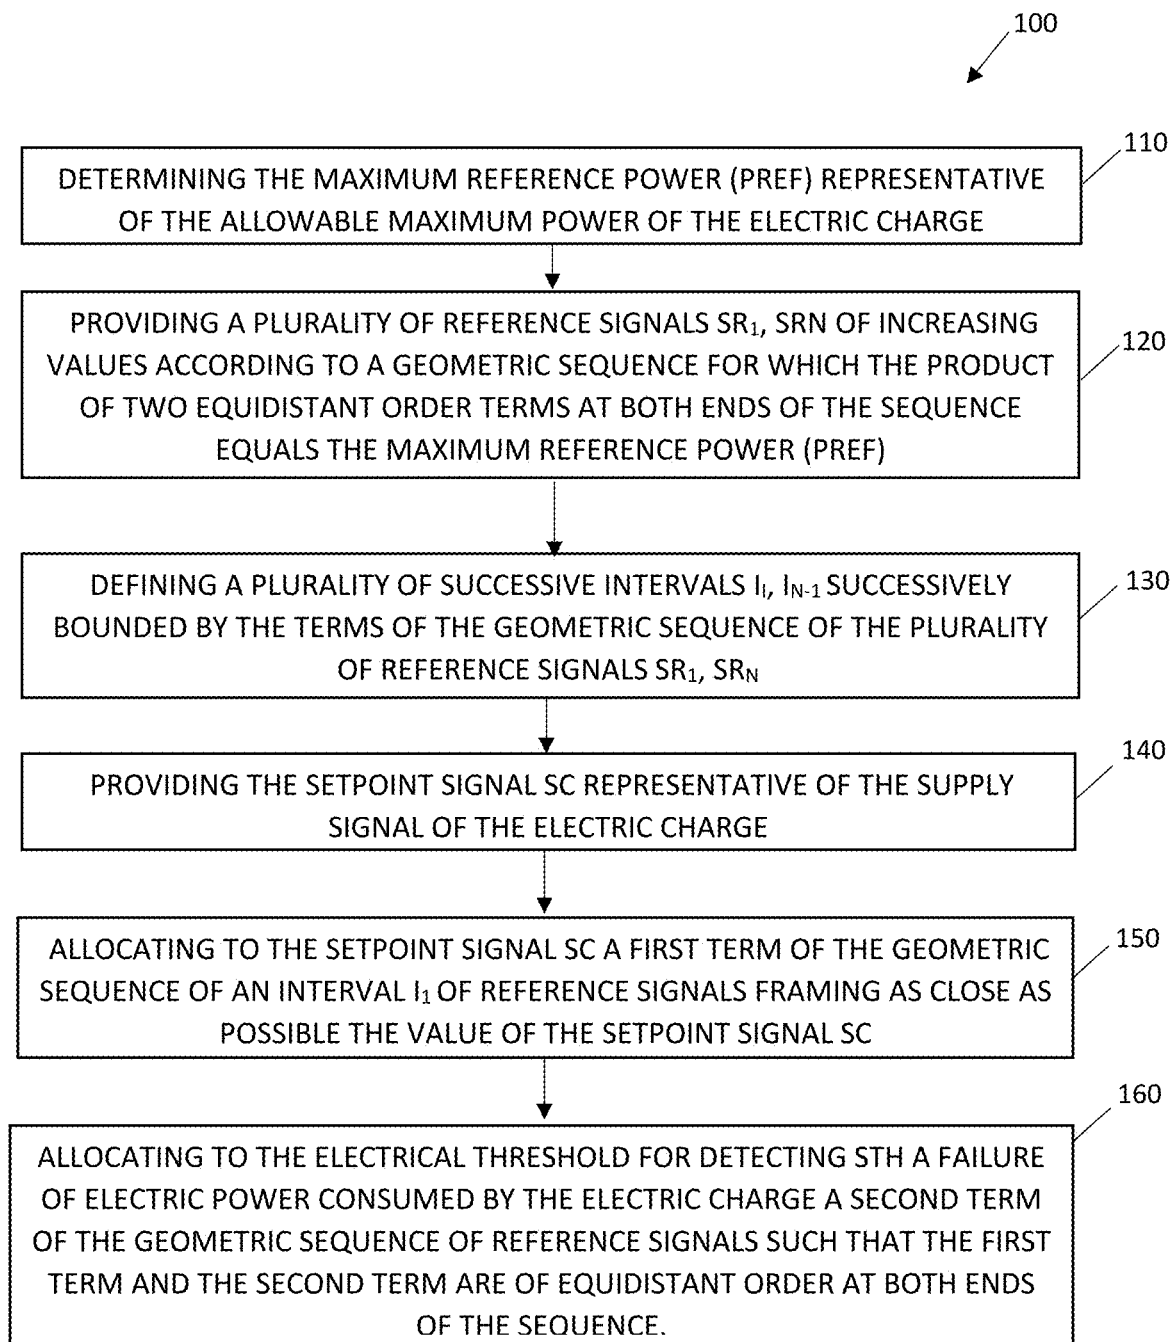 100
110
DETERMINING THE MAXIMUM REFERENCE POWER (PREF) REPRESENTATIVE
OF THE ALLOWABLE MAXIMUM POWER OF THE ELECTRIC CHARGE
120
PROVIDING A PLURALITY OF REFERENCE SIGNALS SR₁, SRN OF INCREASING
VALUES ACCORDING TO A GEOMETRIC SEQUENCE FOR WHICH THE PRODUCT
OF TWO EQUIDISTANT ORDER TERMS AT BOTH ENDS OF THE SEQUENCE
EQUALS THE MAXIMUM REFERENCE POWER (PREF)
130
DEFINING A PLURALITY OF SUCCESSIVE INTERVALS Iₗ, I_N-1 SUCCESSIVELY
BOUNDED BY THE TERMS OF THE GEOMETRIC SEQUENCE OF THE PLURALITY
OF REFERENCE SIGNALS SR₁, SR_N
140
PROVIDING THE SETPOINT SIGNAL SC REPRESENTATIVE OF THE SUPPLY
SIGNAL OF THE ELECTRIC CHARGE
150
ALLOCATING TO THE SETPOINT SIGNAL SC A FIRST TERM OF THE GEOMETRIC
SEQUENCE OF AN INTERVAL I₁ OF REFERENCE SIGNALS FRAMING AS CLOSE AS
POSSIBLE THE VALUE OF THE SETPOINT SIGNAL SC
160
ALLOCATING TO THE ELECTRICAL THRESHOLD FOR DETECTING STH A FAILURE
OF ELECTRIC POWER CONSUMED BY THE ELECTRIC CHARGE A SECOND TERM
OF THE GEOMETRIC SEQUENCE OF REFERENCE SIGNALS SUCH THAT THE FIRST
TERM AND THE SECOND TERM ARE OF EQUIDISTANT ORDER AT BOTH ENDS
OF THE SEQUENCE.